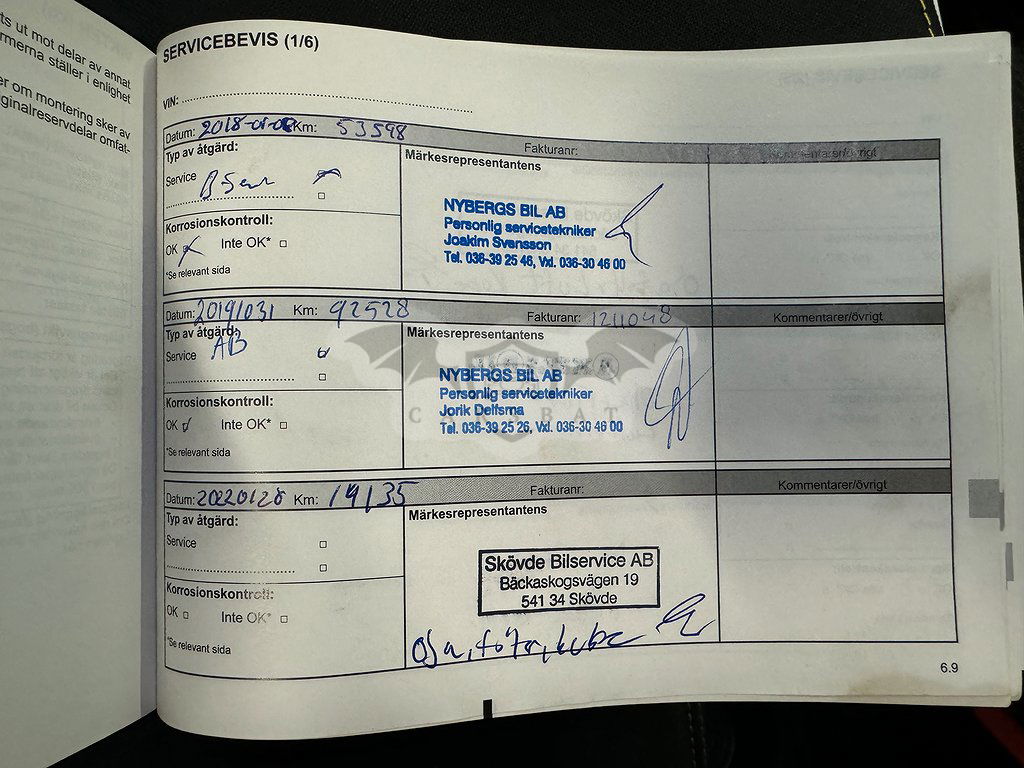 ts ut mot delar av annat
rmerna ställer i enlighet
er om montering sker av
ginalreservdelar omfat-
SERVICEBEVIS (1/6)
VIN:
Datum: 2018-01-0 Km: 53598
Fakturanr:
Kommentarer/övrigt
Typ av åtgärd:
Service
Märkesrepresentantens
NYBERGS BIL AB
Personlig servicetekniker
Joakim Svensson
Tel. 036-39 25 46, Vxl. 036-30 46 00
Korrosionskontroll:
OK Inte OK*
*Se relevant sida
Datum: 20191031 Km: 92528
Fakturanr: 1211048
Kommentarer/övrigt
Typ av åtgärd:
Service AB
Märkesrepresentantens
NYBERGS BIL AB
Personlig servicetekniker
Jorik Delfsma
Tel. 036-39 25 26, Vxl. 036-30 46 00
CARSBAT
Korrosionskontroll:
OK Inte OK*
*Se relevant sida
Datum: 20220128 Km: 14135
Fakturanr:
Kommentarer/övrigt
Typ av åtgärd:
Service
Märkesrepresentantens
Skövde Bilservice AB
Bäckaskogsvägen 19
541 34 Skövde
Korrosionskontroll:
OK Inte OK*
*Se relevant sida
6.9